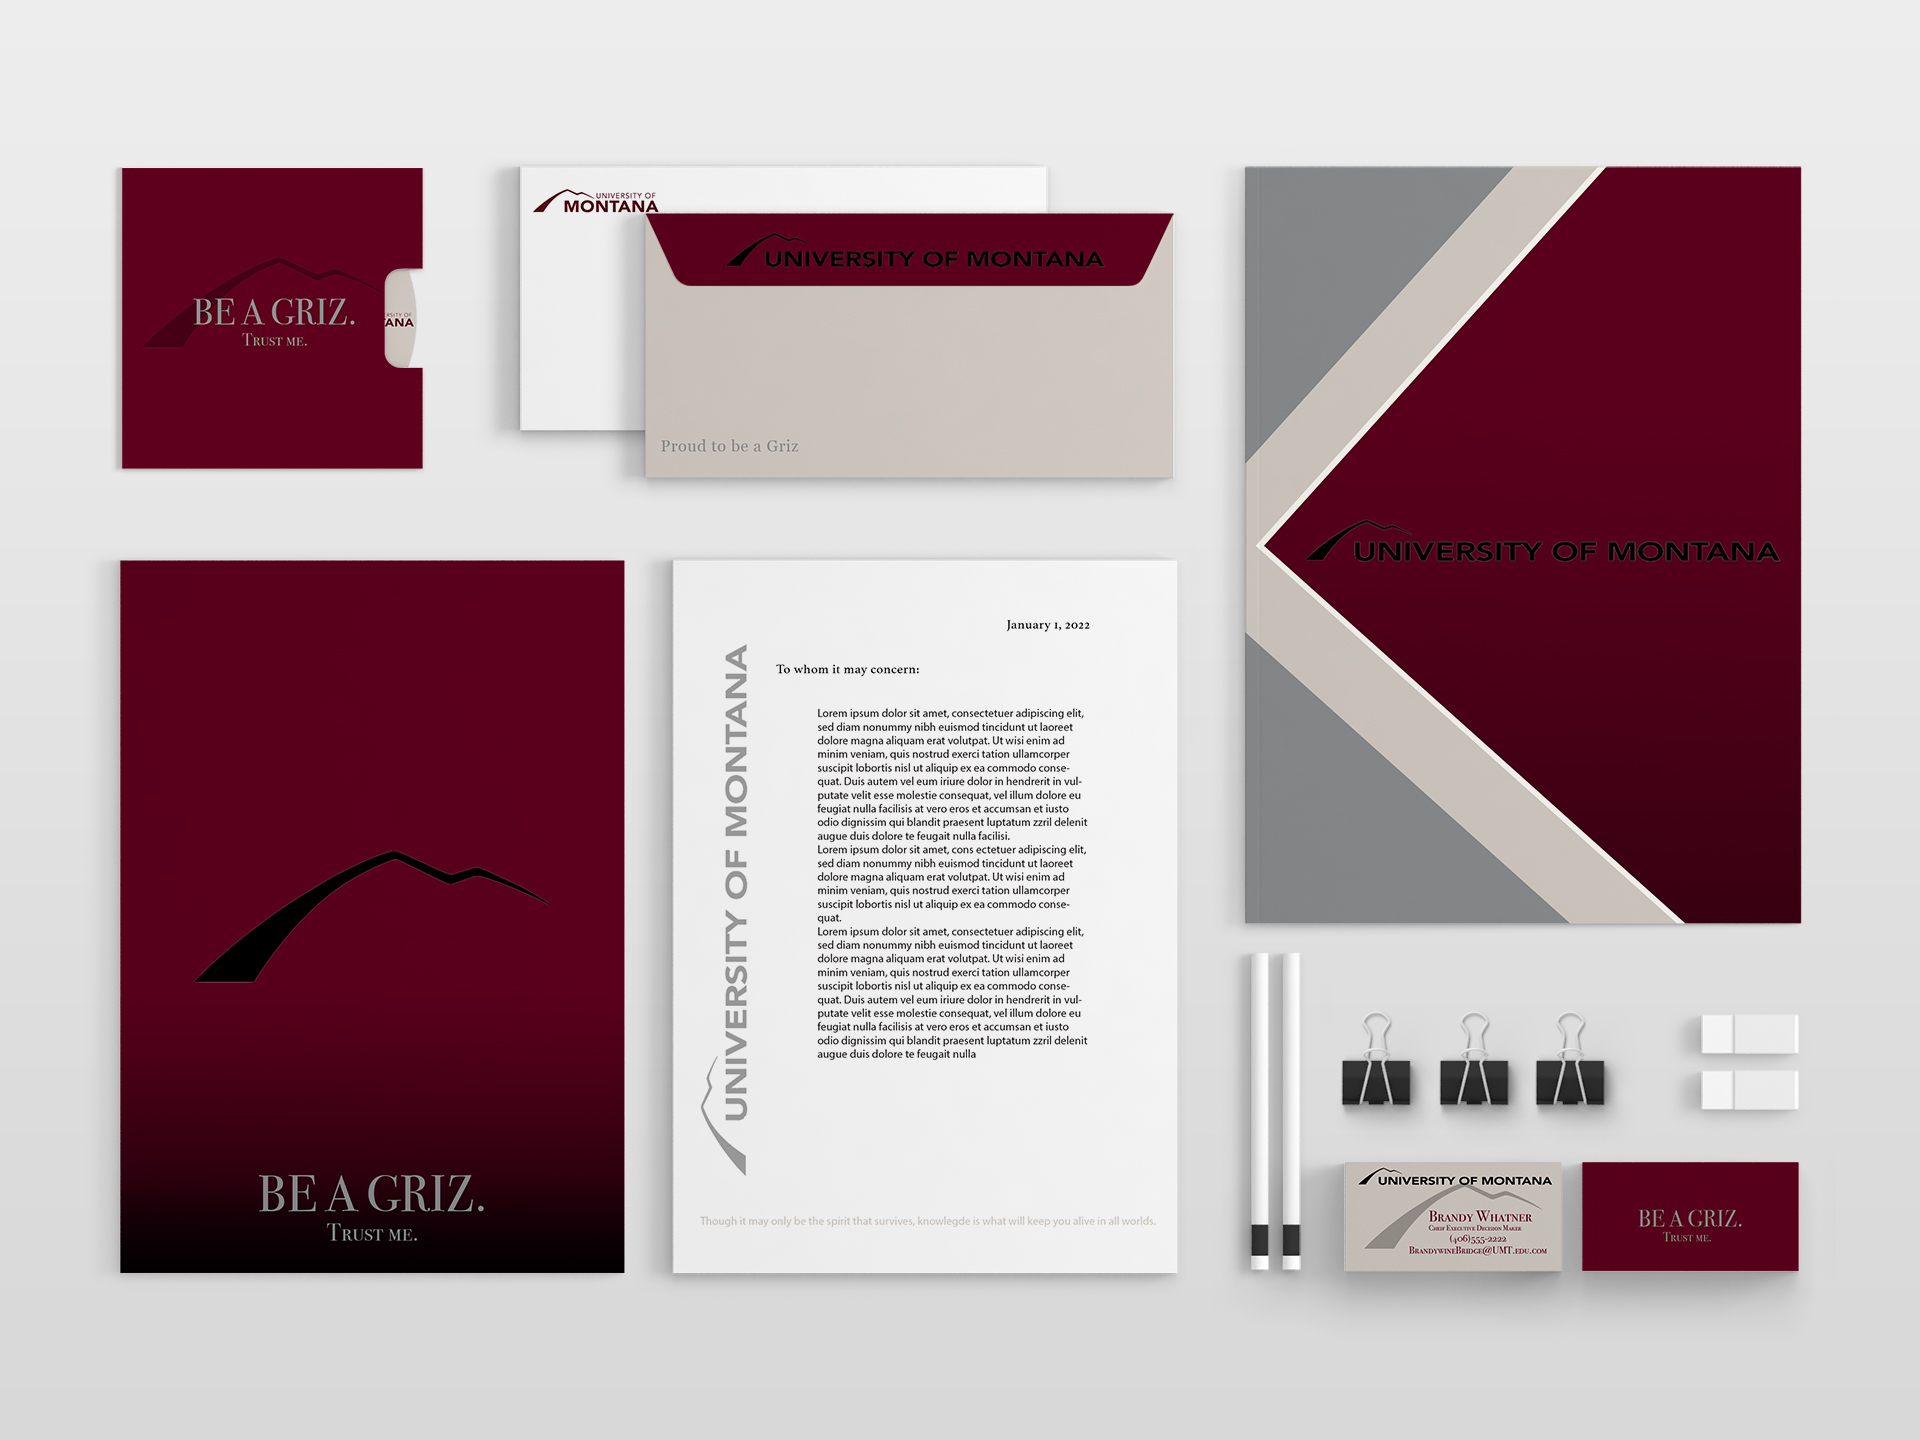 BE A GRIZ.
TRUST ME.
RSITY OF
TANA
UNIVERSITY OF
MONTANA
UNIVERSITY OF MONTANA
Proud to be a Griz
UNIVERSITY OF MONTANA
BE A GRIZ.
TRUST ME.
UNIVERSITY OF MONTANA
January 1, 2022
To whom it may concern:
Lorem ipsum dolor sit amet, consectetuer adipiscing elit,
sed diam nonummy nibh euismod tincidunt ut laoreet
dolore magna aliquam erat volutpat. Ut wisi enim ad
minim veniam, quis nostrud exerci tation ullamcorper
suscipit lobortis nisl ut aliquip ex ea commodo conse-
quat. Duis autem vel eum iriure dolor in hendrerit in vul-
putate velit esse molestie consequat, vel illum dolore eu
feugiat nulla facilisis at vero eros et accumsan et iusto
odio dignissim qui blandit praesent luptatum zzril delenit
augue duis dolore te feugait nulla facilisi.
Lorem ipsum dolor sit amet, cons ectetuer adipiscing elit,
sed diam nonummy nibh euismod tincidunt ut laoreet
dolore magna aliquam erat volutpat. Ut wisi enim ad
minim veniam, quis nostrud exerci tation ullamcorper
suscipit lobortis nisl ut aliquip ex ea commodo conse-
quat.
Lorem ipsum dolor sit amet, consectetuer adipiscing elit,
sed diam nonummy nibh euismod tincidunt ut laoreet
dolore magna aliquam erat volutpat. Ut wisi enim ad
minim veniam, quis nostrud exerci tation ullamcorper
suscipit lobortis nisl ut aliquip ex ea commodo conse-
quat. Duis autem vel eum iriure dolor in hendrerit in vul-
putate velit esse molestie consequat, vel illum dolore eu
feugiat nulla facilisis at vero eros et accumsan et iusto
odio dignissim qui blandit praesent luptatum zzril delenit
augue duis dolore te feugait nulla
Though it may only be the spirit that survives, knowlegde is what will keep you alive in all worlds.
UNIVERSITY OF MONTANA
BRANDY WHATNER
CHIEF EXECUTIVE DECISION MAKER
(406)555-2222
BRANDYWINEBRIDGE@UMT.EDU.COM
BE A GRIZ.
TRUST ME.